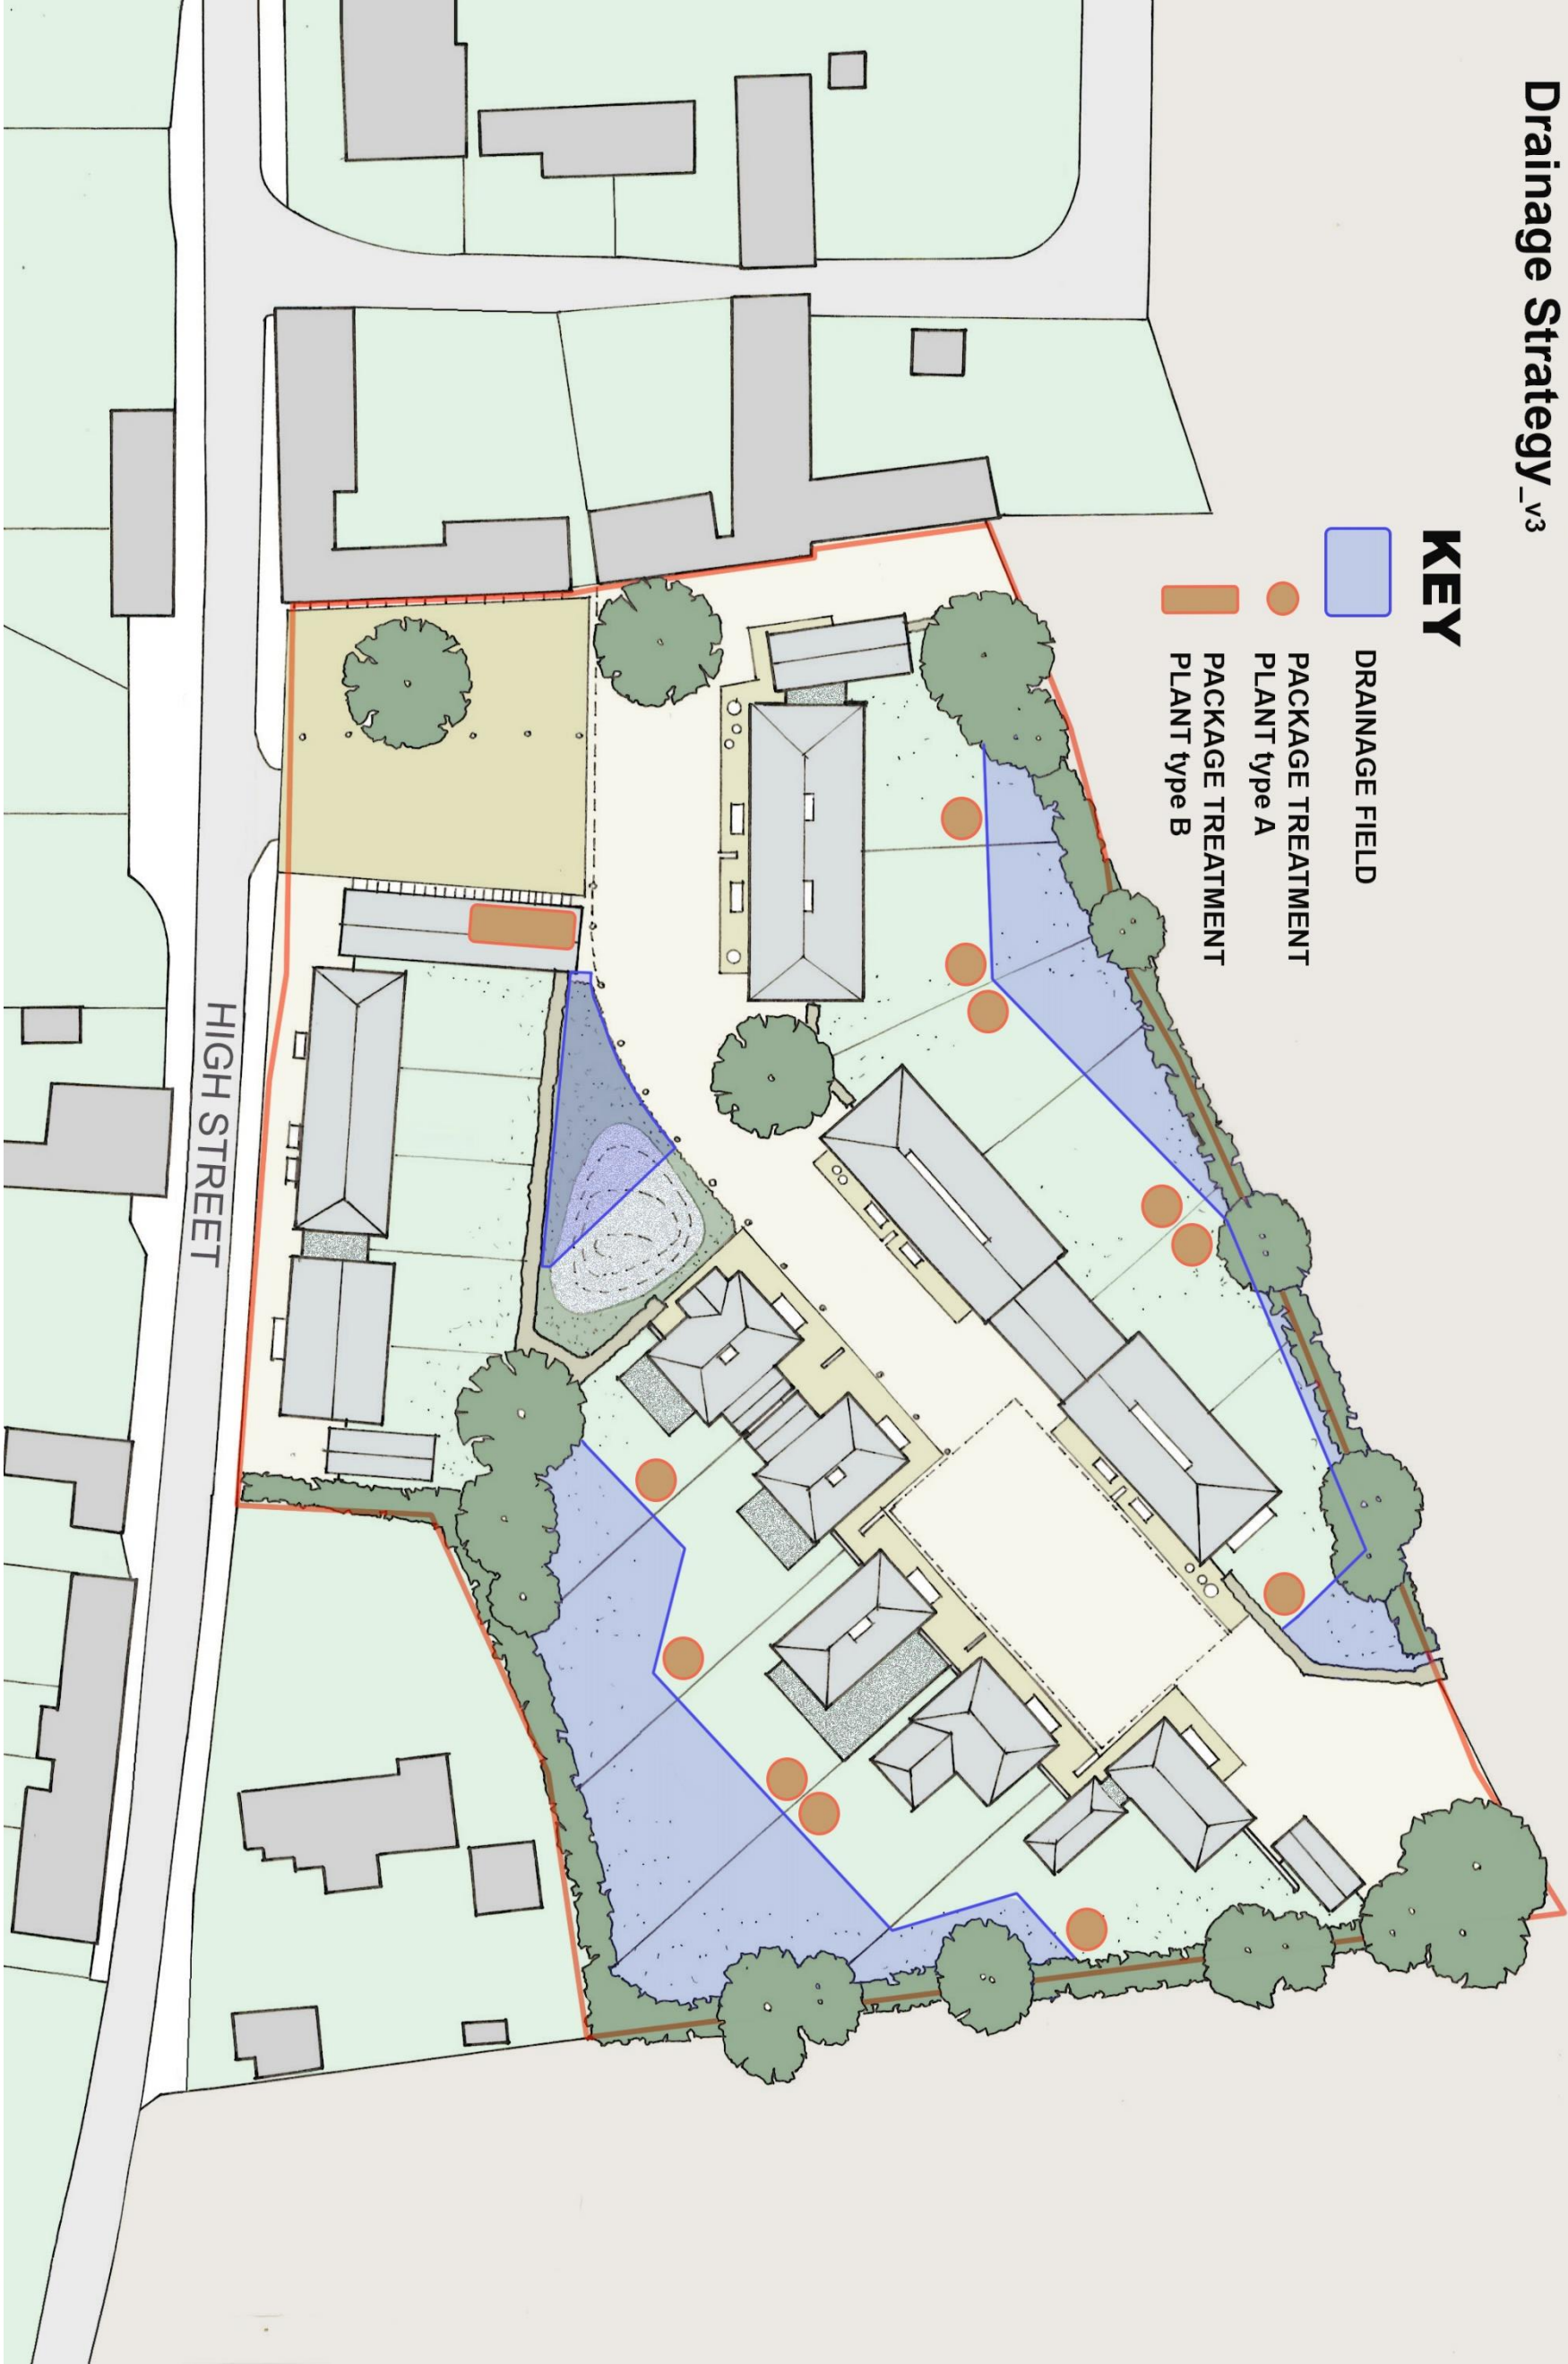 Drainage Strategy_v3
KEY
DRAINAGE FIELD
PACKAGE TREATMENT
PLANT type A
PACKAGE TREATMENT
PLANT type B
HIGH STREET